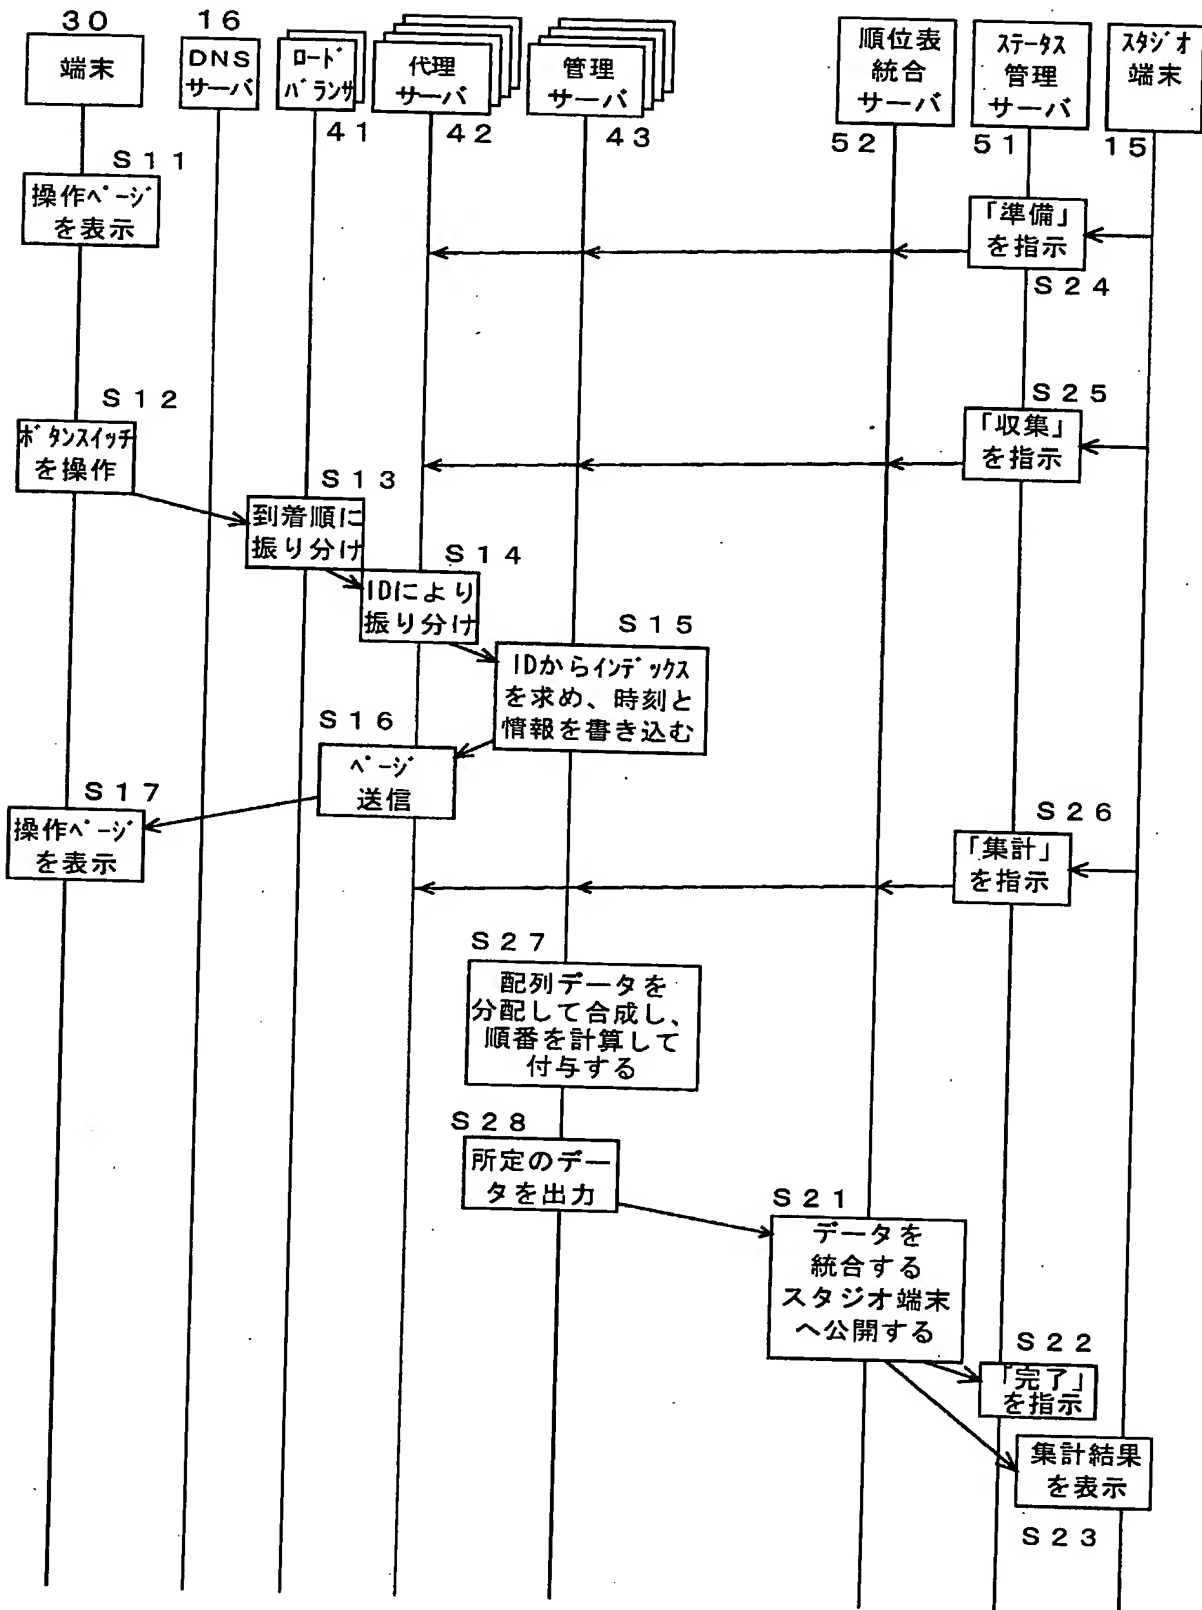 30
端末
16
DNS
サーバ
ロード
バランサ
41
代理
サーバ
42
管理
サーバ
43
順位表
統合
サーバ
52
ステータス
管理
サーバ
51
スタジオ
端末
15
S11
操作ページ
を表示
「準備」
を指示
S24
S12
ボタンスイッチ
を操作
S25
「収集」
を指示
S13
到着順に
振り分け
S14
IDにより
振り分け
S15
IDからインデックス
を求め、時刻と
情報を書き込む
S16
ページ
送信
S17
操作ページ
を表示
S26
「集計」
を指示
S27
配列データを
分配して合成し、
順番を計算して
付与する
S28
所定のデー
タを出力
S21
データを
統合する
スタジオ端末
へ公開する
S22
「完了」
を指示
集計結果
を表示
S23